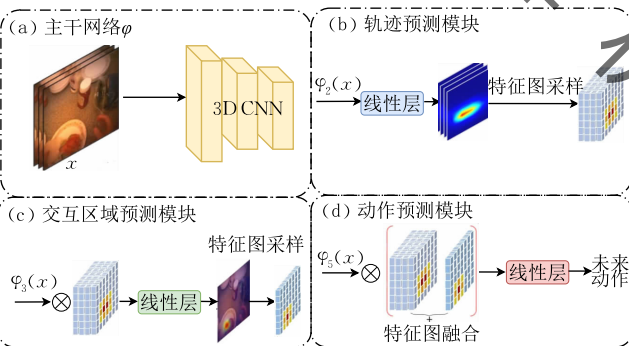 (a) 主干网络φ
x
3D CNN
(b) 轨迹预测模块
φ₂(x)
线性层
特征图采样
(c) 交互区域预测模块
特征图采样
φ₃(x)
⊗
线性层
(d) 动作预测模块
φ₅(x)
⊗
+
特征图融合
线性层
未来
动作